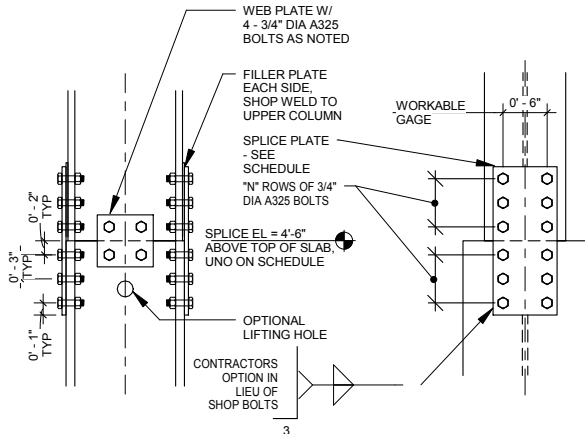 WEB PLATE W/
4 - 3/4" DIA A325
BOLTS AS NOTED
FILLER PLATE
EACH SIDE,
SHOP WELD TO
UPPER COLUMN
WORKABLE
GAGE
0' - 6"
SPLICE PLATE
- SEE
SCHEDULE
"N" ROWS OF 3/4"
DIA A325 BOLTS
0' - 2"
TYP
SPLICE EL = 4'-6"
ABOVE TOP OF SLAB,
UNO ON SCHEDULE
0' - 3"
TYP
0' - 1"
TYP
OPTIONAL
LIFTING HOLE
CONTRACTORS
OPTION IN
LIEU OF
SHOP BOLTS
3